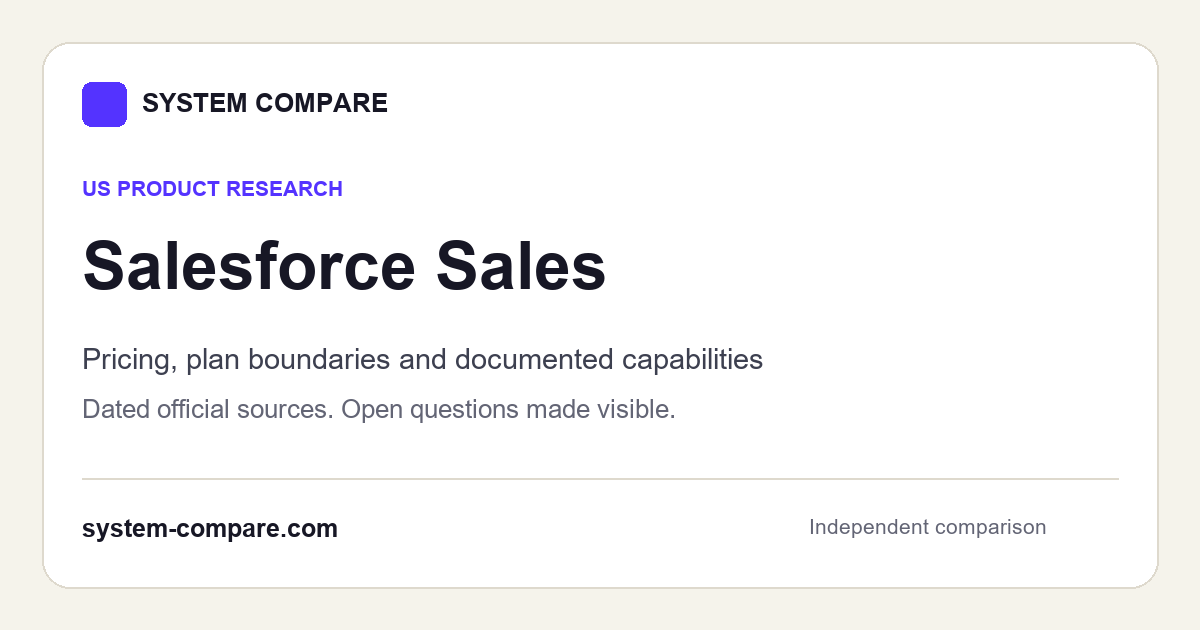 SYSTEM COMPARE
US PRODUCT RESEARCH
Salesforce Sales
Pricing, plan boundaries and documented capabilities
Dated official sources. Open questions made visible.
system-compare.com
Independent comparison